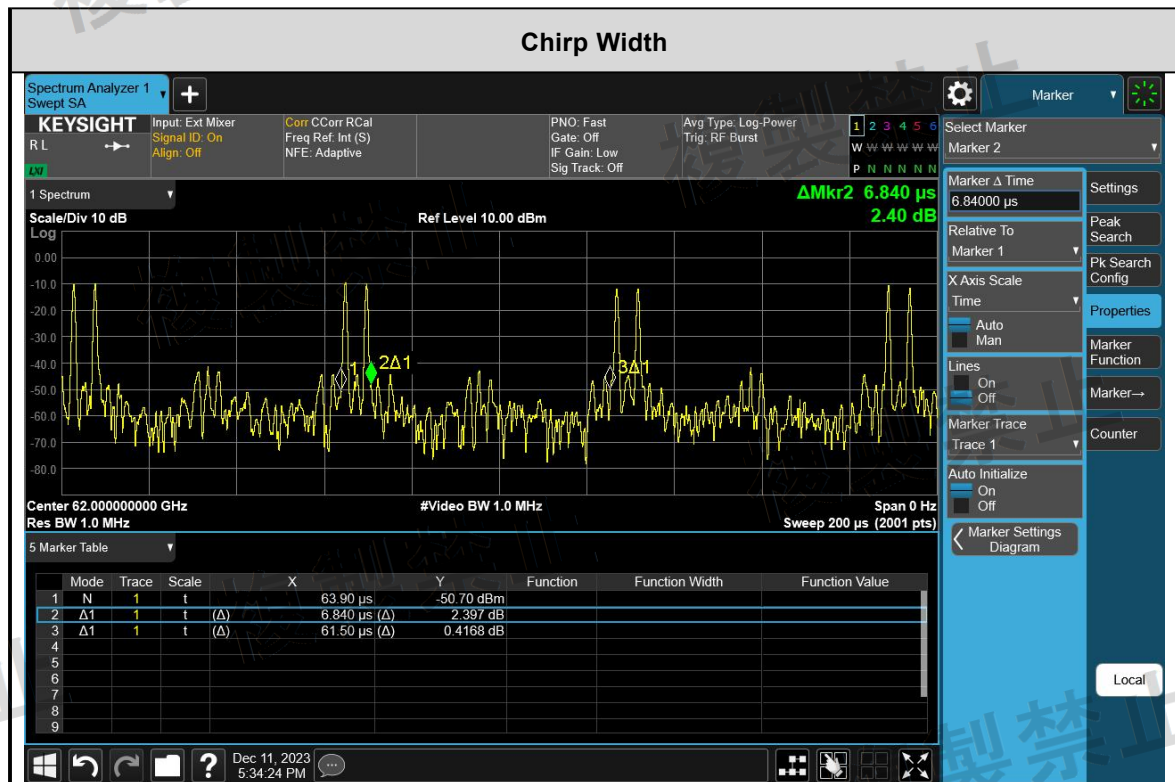 Chirp Width
Spectrum Analyzer 1
Swept SA
Marker
KEYSIGHT
R L
LXI
Input: Ext Mixer
Signal ID: On
Align: Off
Corr CCorr RCal
Freq Ref: Int (S)
NFE: Adaptive
PNO: Fast
Gate: Off
IF Gain: Low
Sig Track: Off
Avg Type: Log-Power
Trig: RF Burst
1 2 3 4 5 6
W W W W W W
P N N N N N
Select Marker
Marker 2
1 Spectrum
ΔMkr2 6.840 µs
2.40 dB
Scale/Div 10 dB
Ref Level 10.00 dBm
Log
0.00
-10.0
-20.0
-30.0
-40.0
-50.0
-60.0
-70.0
-80.0
1
2Δ1
3Δ1
Center 62.000000000 GHz
#Video BW 1.0 MHz
Span 0 Hz
Res BW 1.0 MHz
Sweep 200 µs (2001 pts)
Marker Δ Time
6.84000 µs
Relative To
Marker 1
X Axis Scale
Time
Auto
Man
Lines
On
Off
Marker Trace
Trace 1
Auto Initialize
On
Off
Marker Settings
Diagram
Settings
Peak
Search
Pk Search
Config
Properties
Marker
Function
Marker→
Counter
Local
5 Marker Table
Mode Trace Scale X Y Function Function Width Function Value
1 N 1 t 63.90 µs -50.70 dBm
2 Δ1 1 t (Δ) 6.840 µs (Δ) 2.397 dB
3 Δ1 1 t (Δ) 61.50 µs (Δ) 0.4168 dB
4
5
6
7
8
9
?
Dec 11, 2023
5:34:24 PM
複製禁止